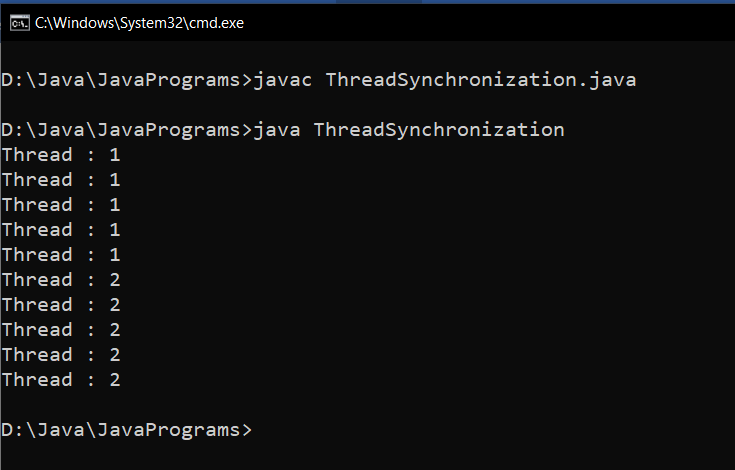 C:\Windows\System32\cmd.exe
D:\Java\JavaPrograms>javac ThreadSynchronization.java
D:\Java\JavaPrograms>java ThreadSynchronization
Thread : 1
Thread : 1
Thread : 1
Thread : 1
Thread : 1
Thread : 2
Thread : 2
Thread : 2
Thread : 2
Thread : 2
D:\Java\JavaPrograms>